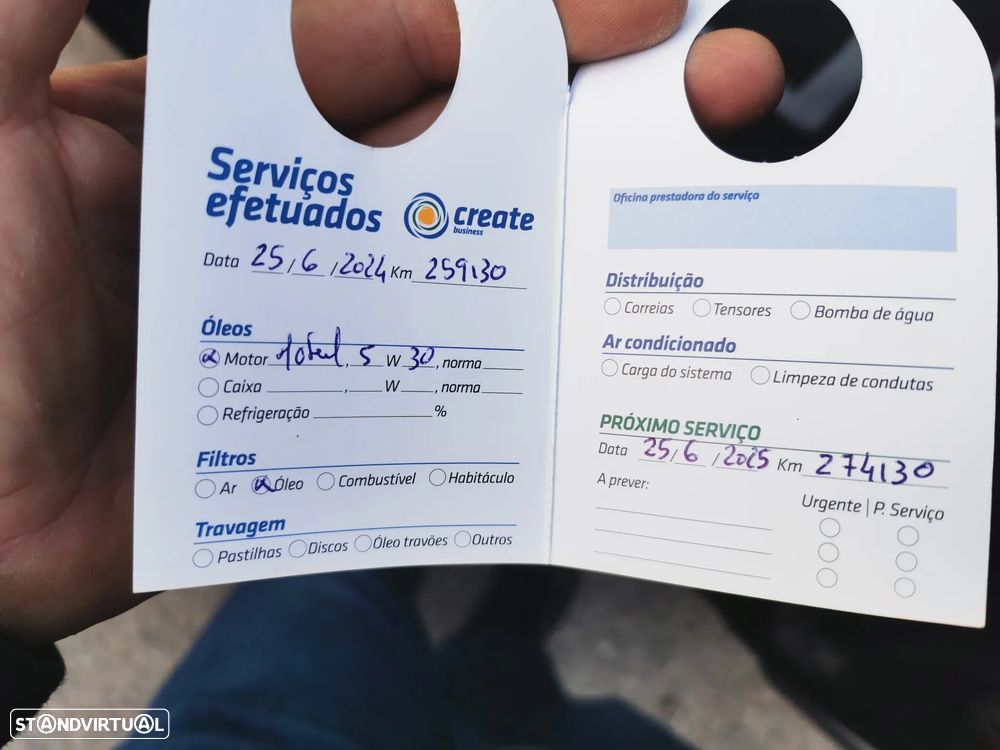 Serviços
efetuados
create
business
Data 25/6/2024 Km 259130
Óleos
Motor Motul, 5 W 30, norma
Caixa , W , norma
Refrigeração %
Filtros
Ar Óleo Combustível Habitáculo
Travagem
Pastilhas Discos Óleo travões Outros
Oficina prestadora do serviço
Distribuição
Correias Tensores Bomba de água
Ar condicionado
Carga do sistema Limpeza de condutas
PRÓXIMO SERVIÇO
Data 25/6/2025 Km 274130
A prever:
Urgente | P. Serviço
STANDVIRTUAL